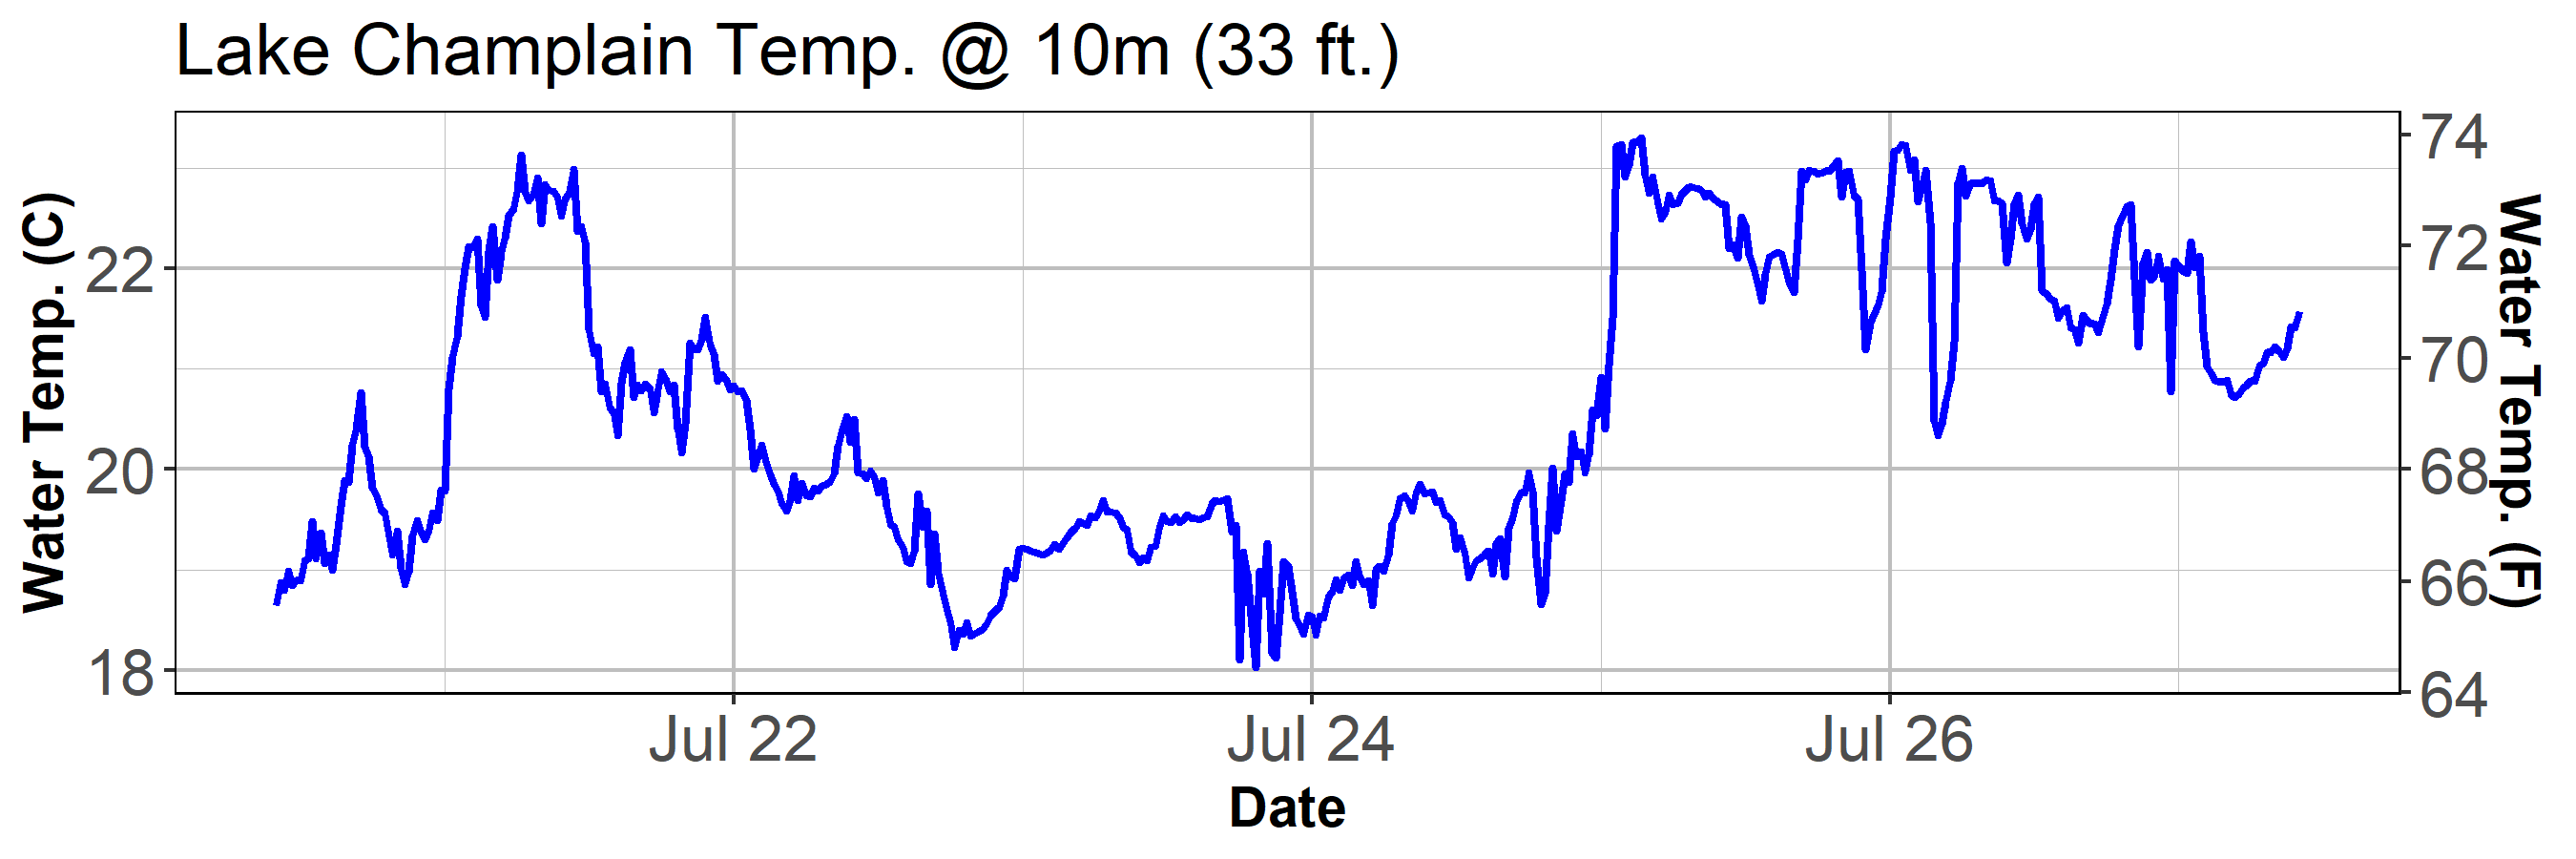 Lake Champlain Temp. @ 10m (33 ft.)
Water Temp. (C)
22
20
18
74
72
70
68
66
64
Water Temp. (F)
Jul 22
Jul 24
Jul 26
Date